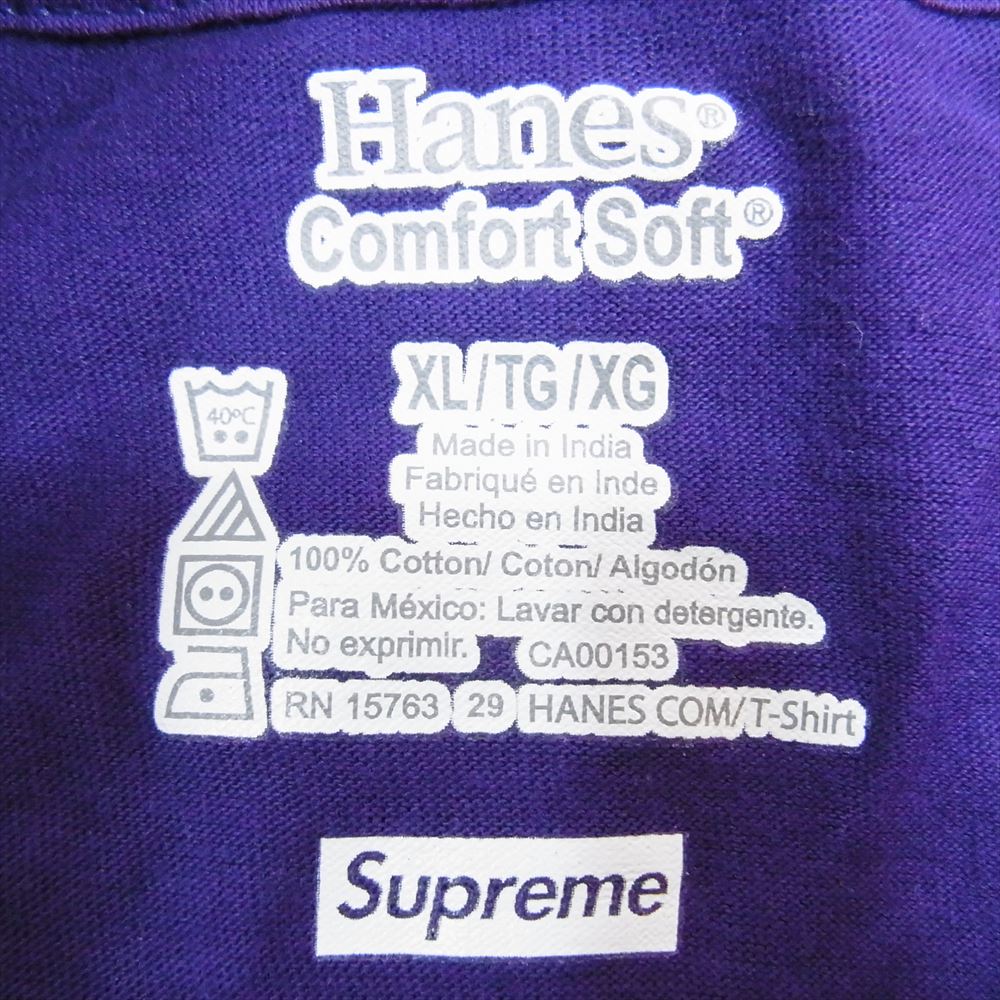 Hanes®
Comfort Soft®
XL/TG/XG
40°C
Made in India
Fabriqué en Inde
Hecho en India
100% Cotton/ Coton/ Algodón
Para México: Lavar con detergente.
No exprimir. CA00153
RN 15763 29 HANES COM/T-Shirt
Supreme